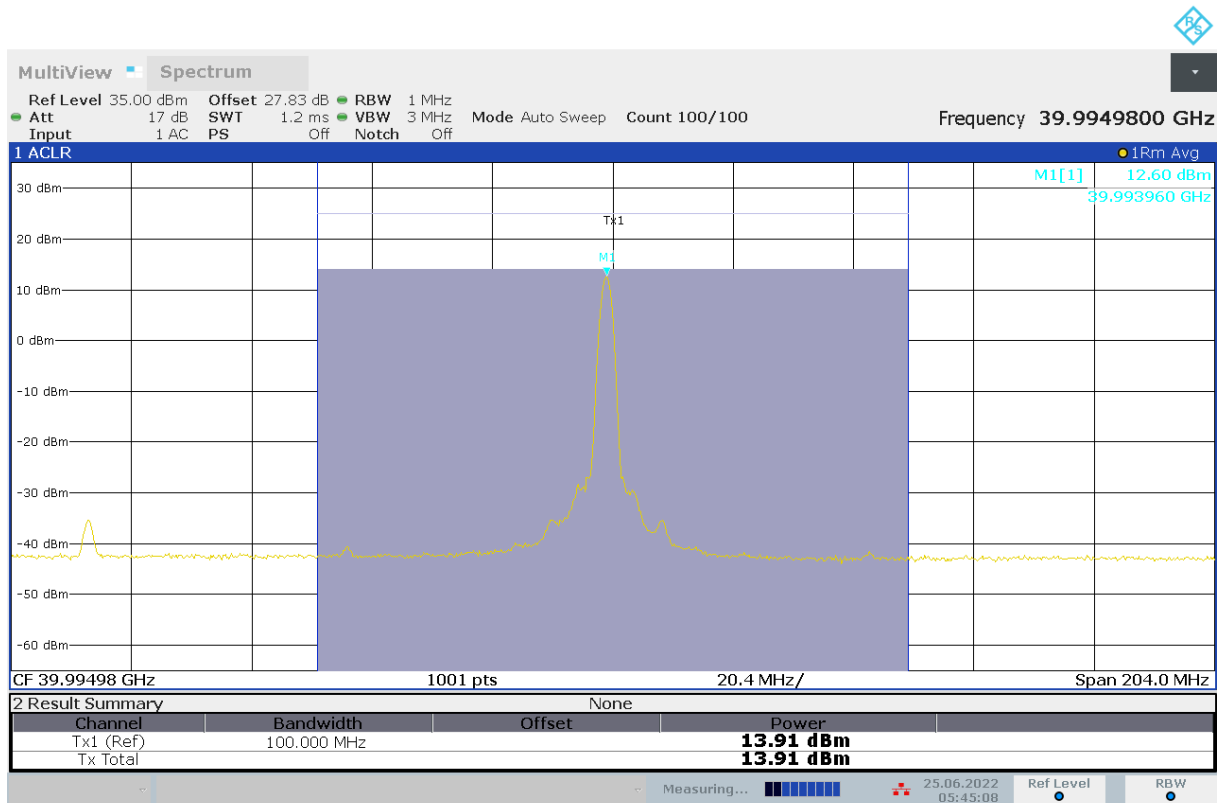 R S
MultiView Spectrum
Ref Level 35.00 dBm Offset 27.83 dB RBW 1 MHz
Att 17 dB SWT 1.2 ms VBW 3 MHz Mode Auto Sweep Count 100/100 Frequency 39.9949800 GHz
Input 1 AC PS Off Notch Off
1 ACLR 1Rm Avg
M1[1] 12.60 dBm
39.993960 GHz
30 dBm
Tx1
20 dBm
M1
10 dBm
0 dBm
-10 dBm
-20 dBm
-30 dBm
-40 dBm
-50 dBm
-60 dBm
CF 39.99498 GHz 1001 pts 20.4 MHz/ Span 204.0 MHz
2 Result Summary None
Channel Bandwidth Offset Power
Tx1 (Ref) 100.000 MHz 13.91 dBm
Tx Total 13.91 dBm
Measuring... 25.06.2022 Ref Level RBW
05:45:08